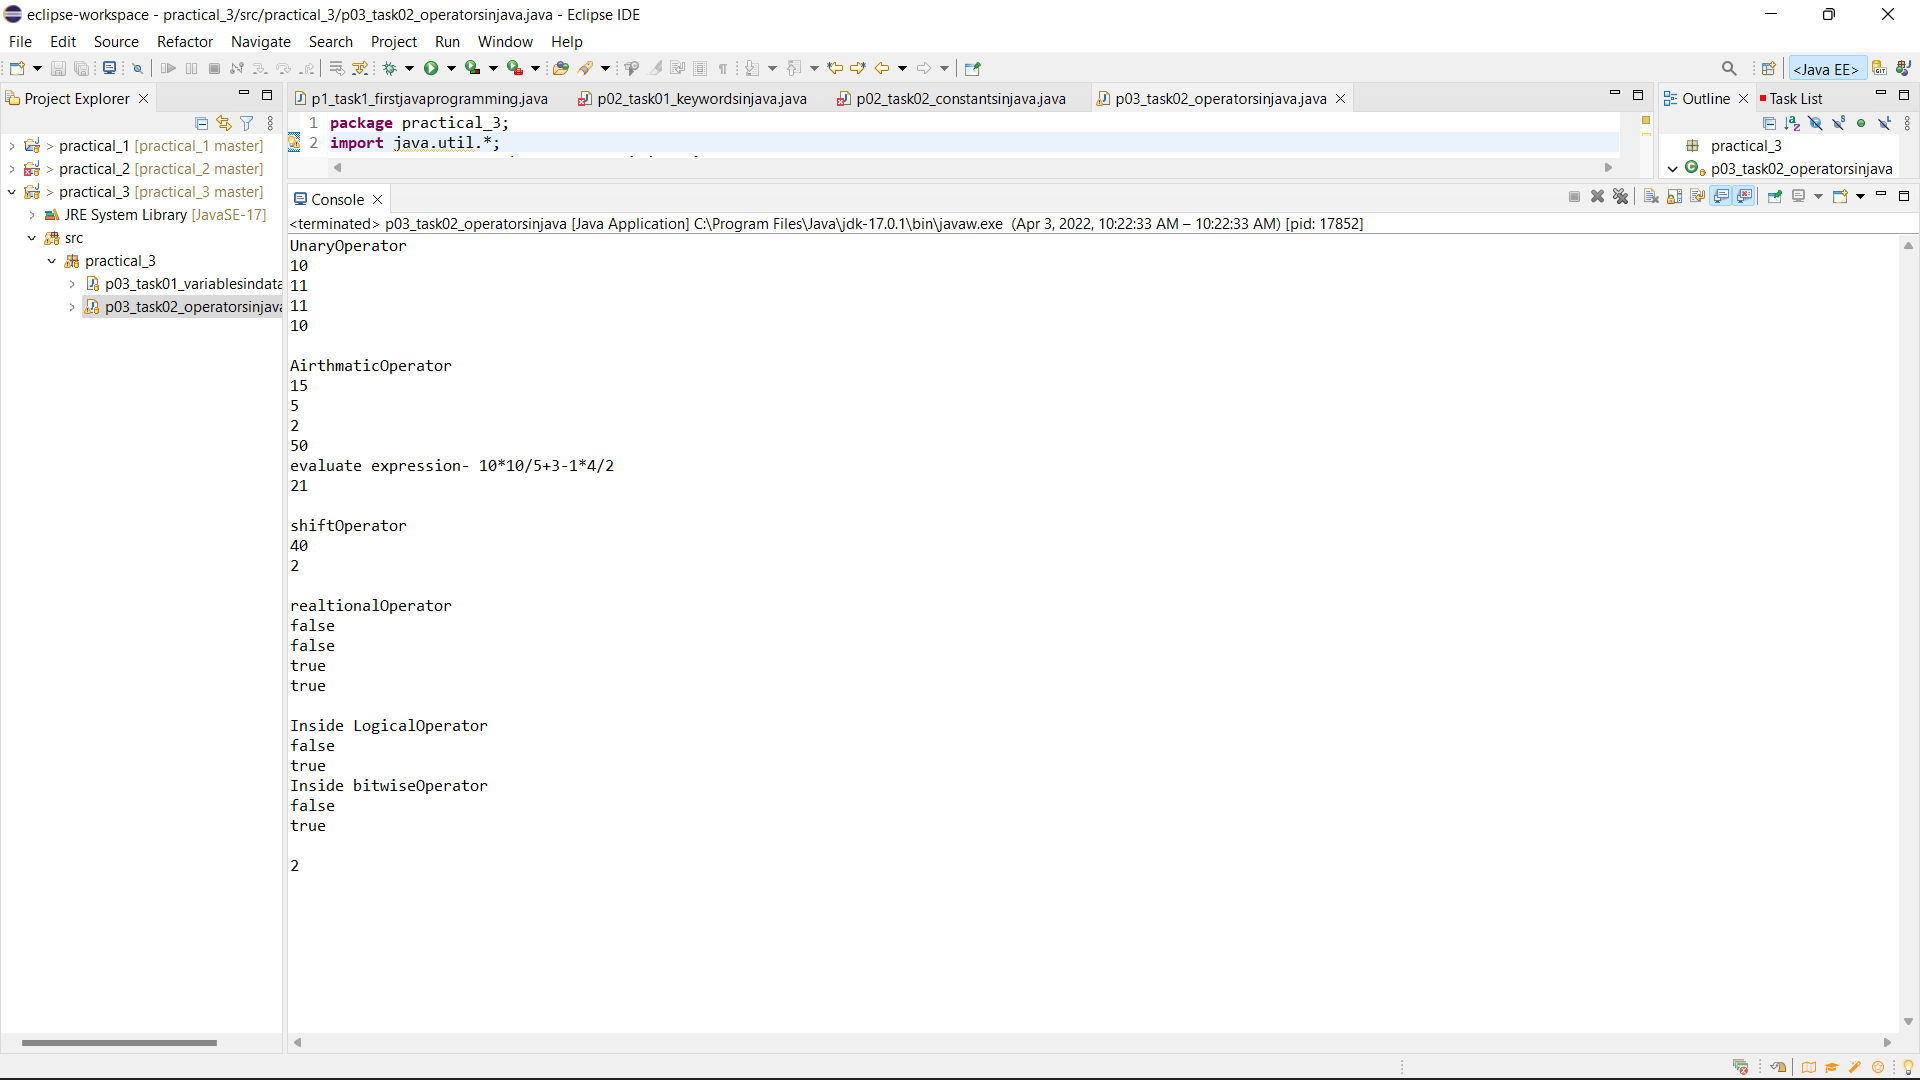 eclipse-workspace - practical_3/src/practical_3/p03_task02_operatorsinjava.java - Eclipse IDE
File Edit Source Refactor Navigate Search Project Run Window Help
<Java EE>
Project Explorer
p1_task1_firstjavaprogramming.java p02_task01_keywordsinjava.java p02_task02_constantsinjava.java p03_task02_operatorsinjava.java
Outline Task List
1 package practical_3;
2 import java.util.*;
> practical_1 [practical_1 master]
> practical_2 [practical_2 master]
> practical_3 [practical_3 master]
JRE System Library [JavaSE-17]
src
practical_3
p03_task01_variablesindata
p03_task02_operatorsinjava
practical_3
p03_task02_operatorsinjava
Console
<terminated> p03_task02_operatorsinjava [Java Application] C:\Program Files\Java\jdk-17.0.1\bin\javaw.exe (Apr 3, 2022, 10:22:33 AM – 10:22:33 AM) [pid: 17852]
UnaryOperator
10
11
11
10
AirthmaticOperator
15
5
2
50
evaluate expression- 10*10/5+3-1*4/2
21
shiftOperator
40
2
realtionalOperator
false
false
true
true
Inside LogicalOperator
false
true
Inside bitwiseOperator
false
true
2